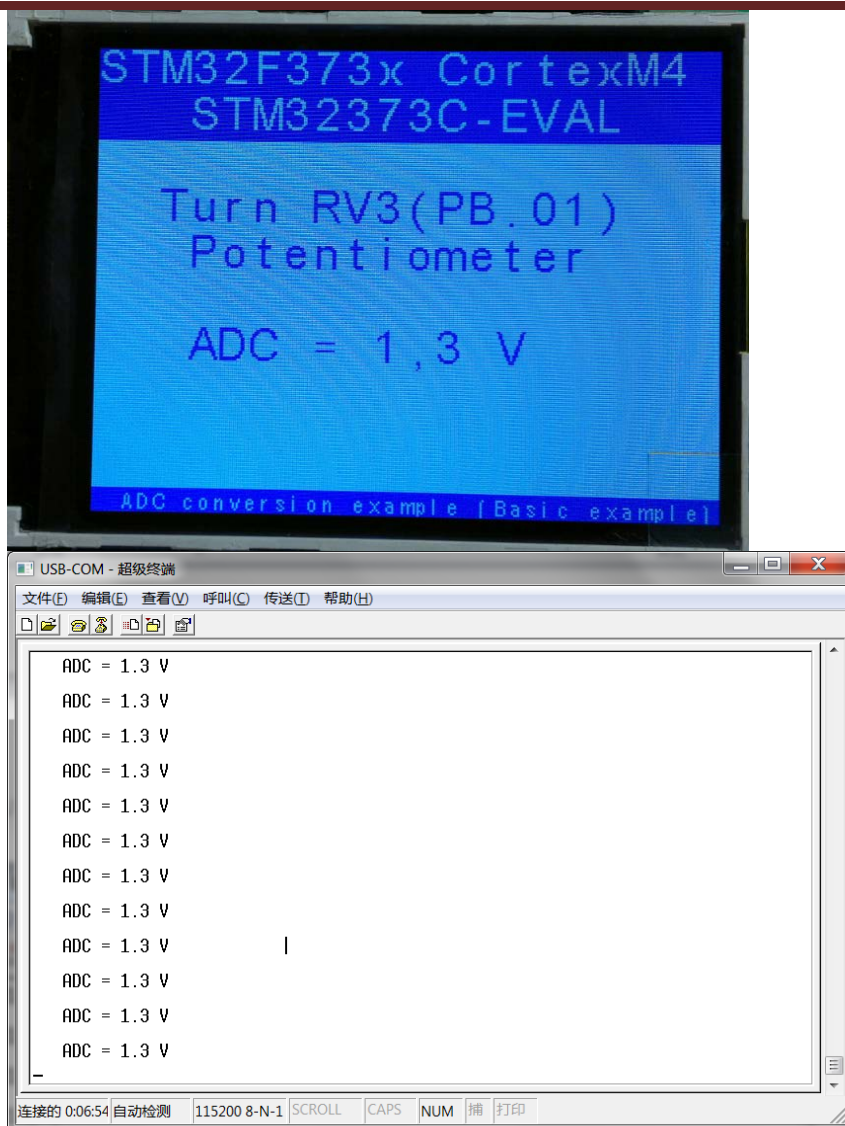 STM32F373x CortexM4
STM32373C-EVAL
Turn RV3(PB.01)
Potentiometer
ADC = 1,3 V
ADC conversion example [Basic example]
USB-COM - 超级终端
文件(F) 编辑(E) 查看(V) 呼叫(C) 传送(T) 帮助(H)
ADC = 1.3 V
ADC = 1.3 V
ADC = 1.3 V
ADC = 1.3 V
ADC = 1.3 V
ADC = 1.3 V
ADC = 1.3 V
ADC = 1.3 V
ADC = 1.3 V
ADC = 1.3 V
ADC = 1.3 V
ADC = 1.3 V
连接的 0:06:54 自动检测 115200 8-N-1 SCROLL CAPS NUM 捕 打印